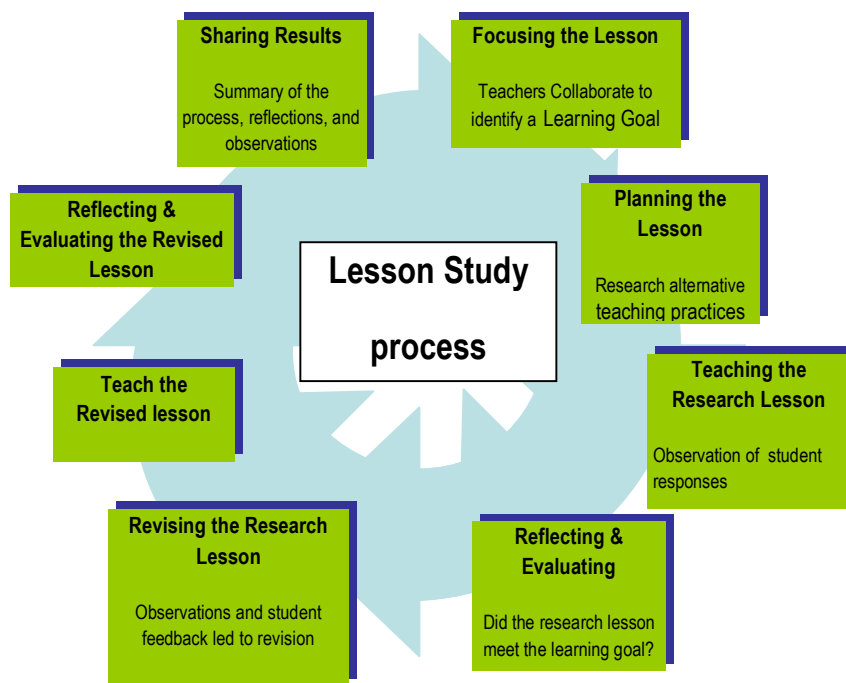 Lesson Study
process
Focusing the Lesson
Teachers Collaborate to
identify a Learning Goal
Planning the
Lesson
Research alternative
teaching practices
Teaching the
Research Lesson
Observation of student
responses
Reflecting &
Evaluating
Did the research lesson
meet the learning goal?
Revising the Research
Lesson
Observations and student
feedback led to revision
Teach the
Revised lesson
Reflecting &
Evaluating the Revised
Lesson
Sharing Results
Summary of the
process, reflections, and
observations